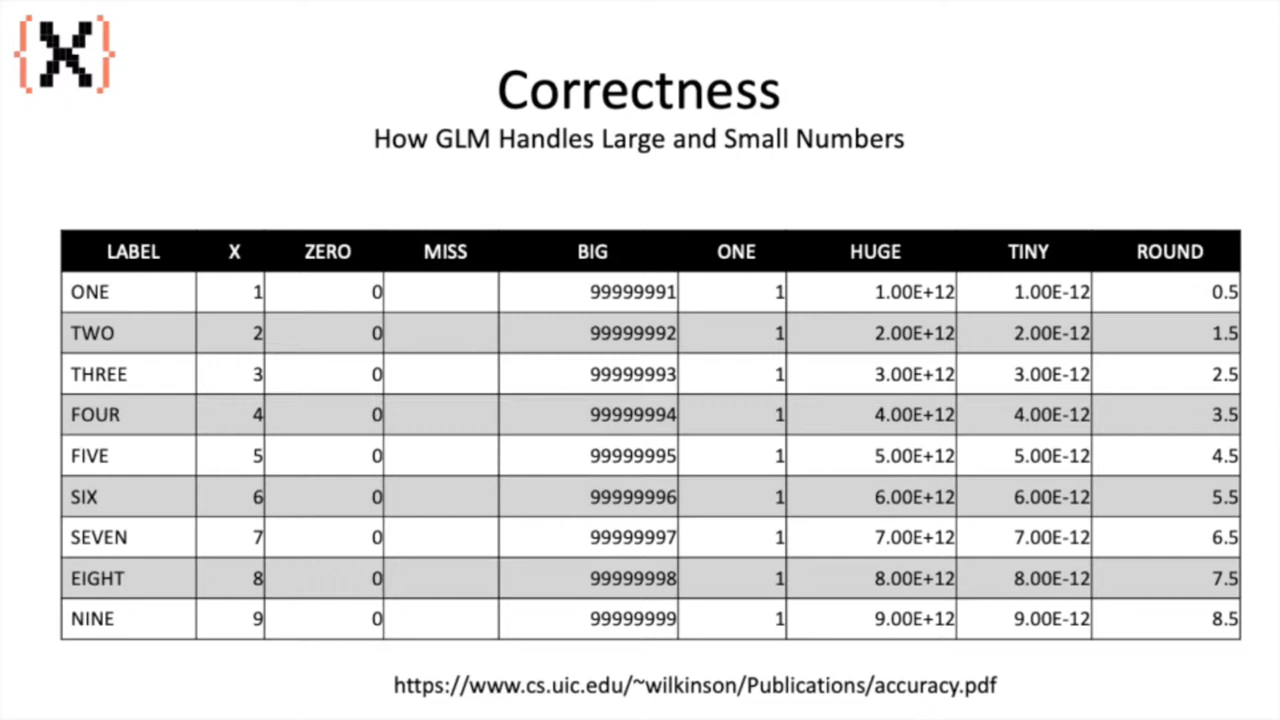 {X}
Correctness
How GLM Handles Large and Small Numbers
LABEL X ZERO MISS BIG ONE HUGE TINY ROUND
ONE 1 0 99999991 1 1.00E+12 1.00E-12 0.5
TWO 2 0 99999992 1 2.00E+12 2.00E-12 1.5
THREE 3 0 99999993 1 3.00E+12 3.00E-12 2.5
FOUR 4 0 99999994 1 4.00E+12 4.00E-12 3.5
FIVE 5 0 99999995 1 5.00E+12 5.00E-12 4.5
SIX 6 0 99999996 1 6.00E+12 6.00E-12 5.5
SEVEN 7 0 99999997 1 7.00E+12 7.00E-12 6.5
EIGHT 8 0 99999998 1 8.00E+12 8.00E-12 7.5
NINE 9 0 99999999 1 9.00E+12 9.00E-12 8.5
https://www.cs.uic.edu/~wilkinson/Publications/accuracy.pdf